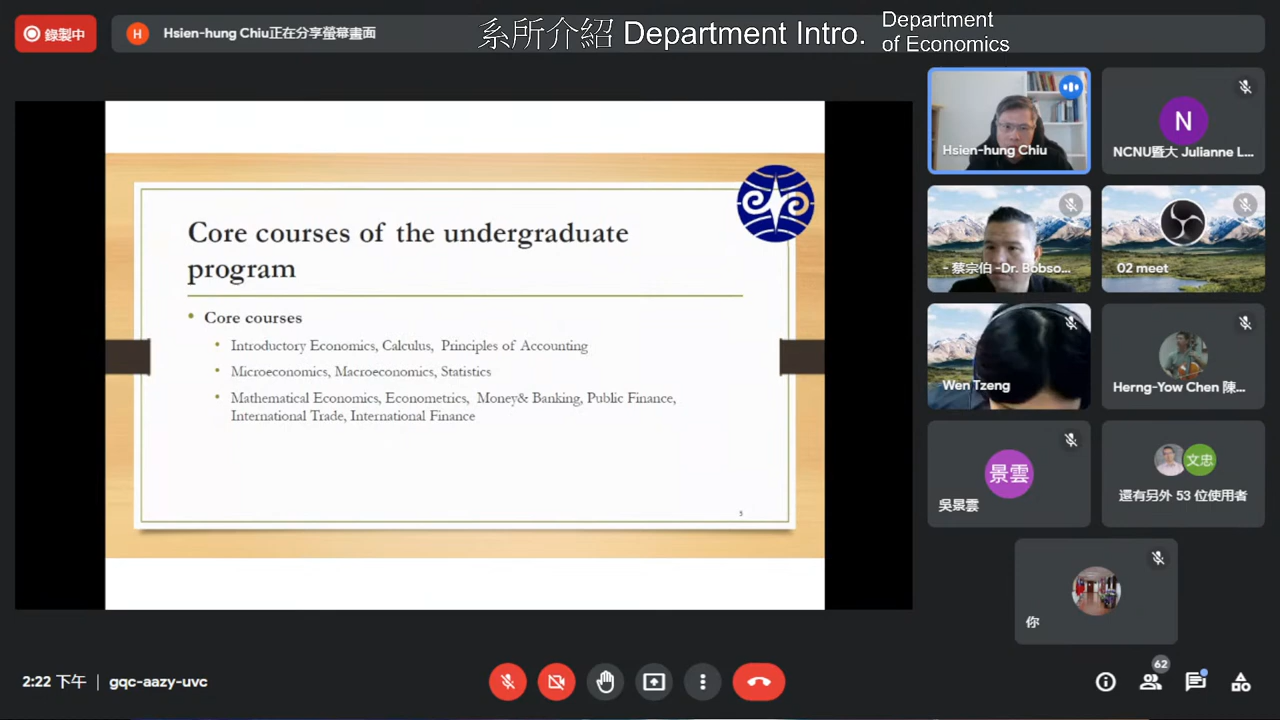 錄製中
H
Hsien-hung Chiu正在分享螢幕畫面
系所介紹 Department Intro.
Department
of Economics
Core courses of the undergraduate
program
• Core courses
• Introductory Economics, Calculus, Principles of Accounting
• Microeconomics, Macroeconomics, Statistics
• Mathematical Economics, Econometrics, Money& Banking, Public Finance,
International Trade, International Finance
5
Hsien-hung Chiu
N
NCNU暨大 Julianne L...
- 蔡宗伯 -Dr. Bobso...
02 meet
Wen Tzeng
Herng-Yow Chen 陳...
景雲
吳景雲
文忠
還有另外 53 位使用者
你
2:22 下午 | gqc-aazy-uvc
62